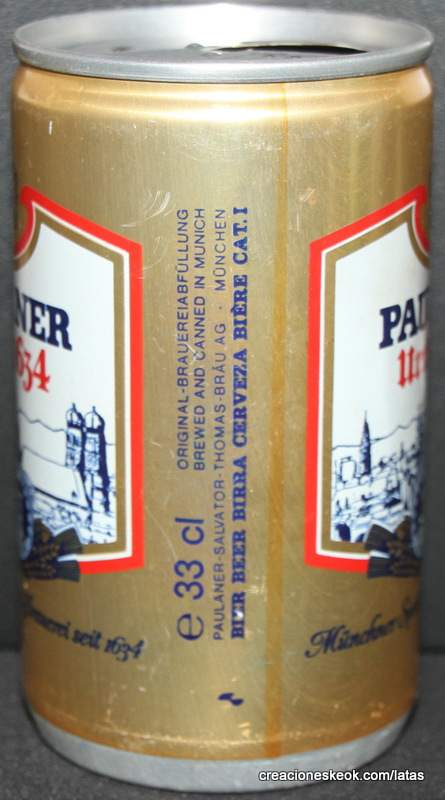 NER
1634
ORIGINAL-BRAUEREIABFÜLLUNG
BREWED AND CANNED IN MUNICH
PAULANER-SALVATOR-THOMAS-BRÄU AG · MÜNCHEN
BIER BEER BIRRA CERVEZA BIÈRE CAT.I
e 33 cl
PAU
Ur
seit 1634
Münchner
creacioneskeok.com/latas